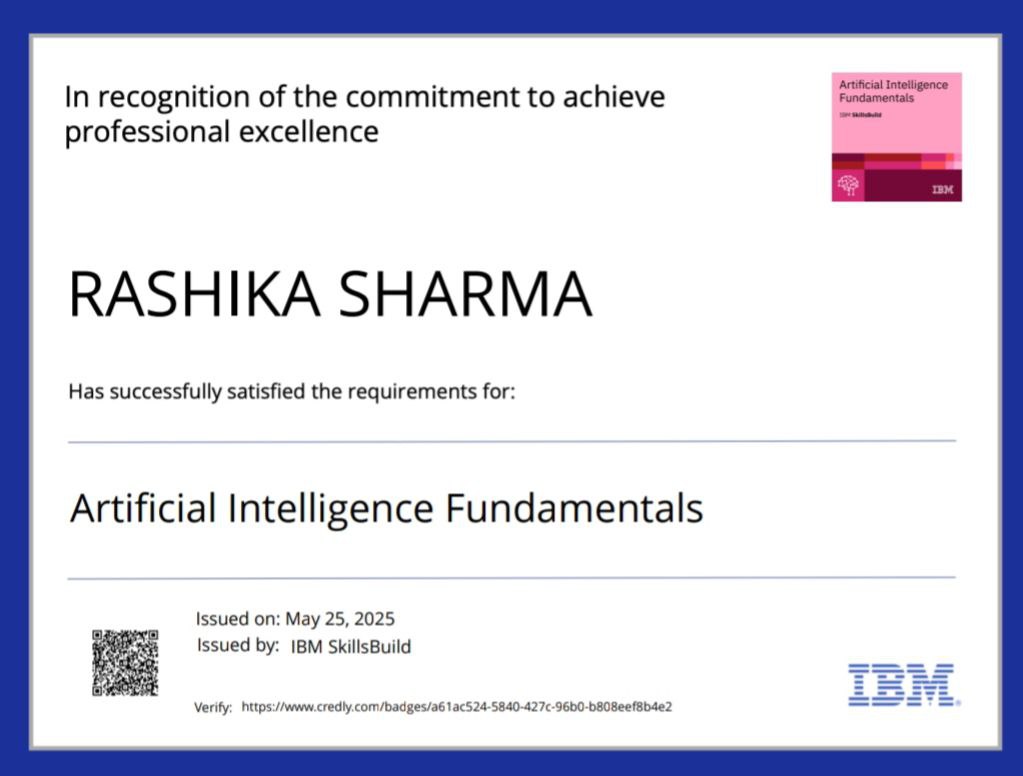 In recognition of the commitment to achieve
professional excellence
Artificial Intelligence
Fundamentals
IBM SkillsBuild
IBM
RASHIKA SHARMA
Has successfully satisfied the requirements for:
Artificial Intelligence Fundamentals
Issued on: May 25, 2025
Issued by: IBM SkillsBuild
Verify: https://www.credly.com/badges/a61ac524-5840-427c-96b0-b808eef8b4e2
IBM®